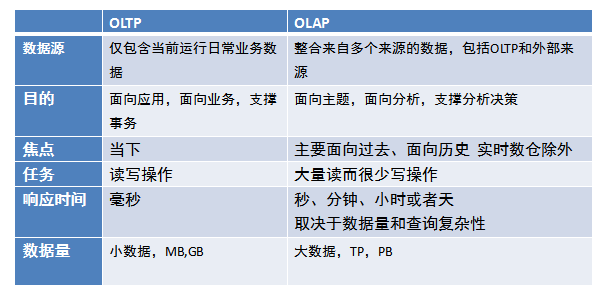 OLTP OLAP
数据源 仅包含当前运行日常业务数 整合来自多个来源的数据，包括OLTP和外部来
据 源
目的 面向应用，面向业务，支撑 面向主题，面向分析，支撑分析决策
事务
焦点 当下 主要面向过去、面向历史 实时数仓除外
任务 读写操作 大量读而很少写操作
响应时间 毫秒 秒、分钟、小时或者天
取决于数据量和查询复杂性
数据量 小数据，MB,GB 大数据，TP，PB